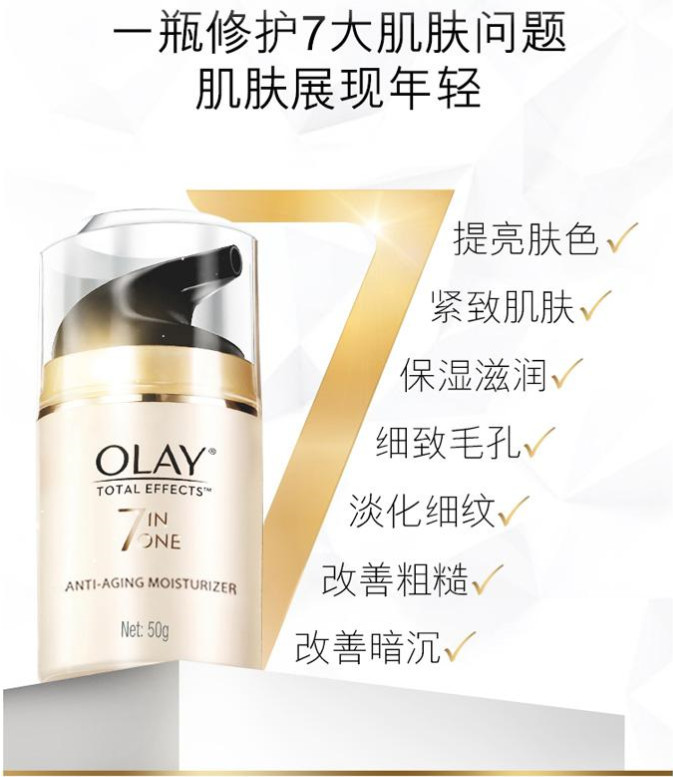 一瓶修护7大肌肤问题
肌肤展现年轻
提亮肤色
紧致肌肤
保湿滋润
细致毛孔
淡化细纹
改善粗糙
改善暗沉
OLAY®
TOTAL EFFECTS™
7 IN ONE
ANTI-AGING MOISTURIZER
Net: 50g
7